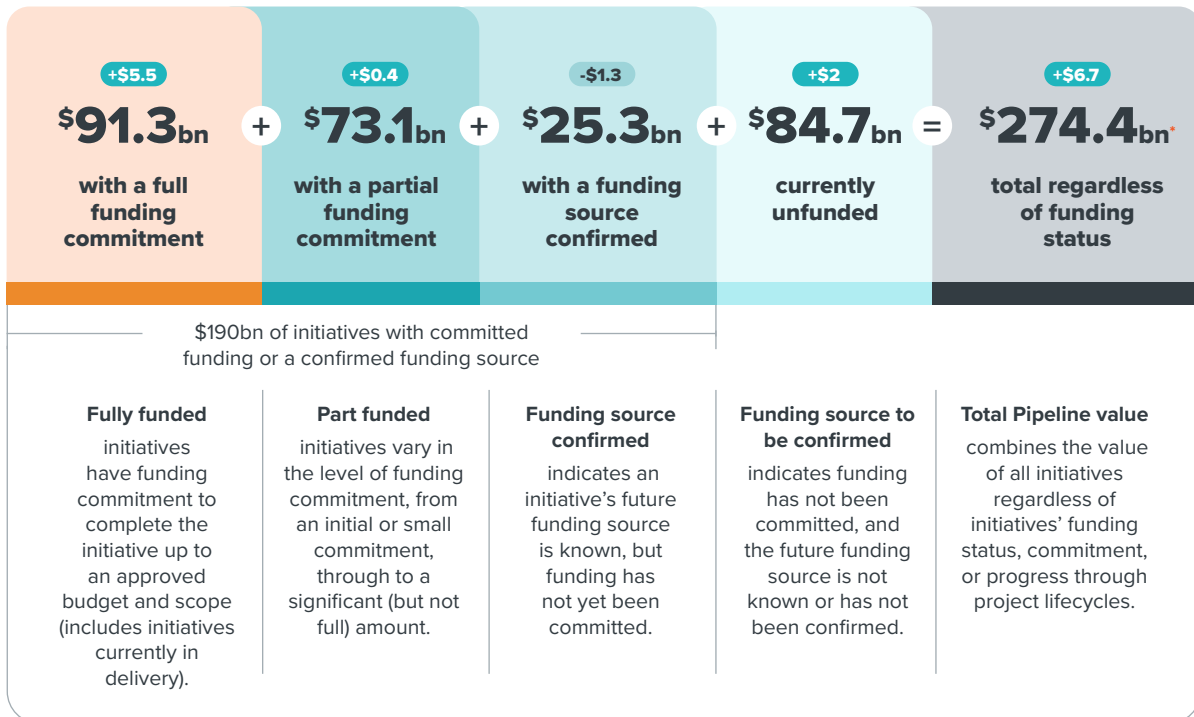 +$5.5
$91.3bn
with a full
funding
commitment
+
+$0.4
$73.1bn
with a partial
funding
commitment
+
-$1.3
$25.3bn
with a funding
source
confirmed
+
+$2
$84.7bn
currently
unfunded
=
+$6.7
$274.4bn*
total regardless
of funding
status
$190bn of initiatives with committed
funding or a confirmed funding source
Fully funded
initiatives
have funding
commitment to
complete the
initiative up to
an approved
budget and scope
(includes initiatives
currently in
delivery).
Part funded
initiatives vary in
the level of funding
commitment, from
an initial or small
commitment,
through to a
significant (but not
full) amount.
Funding source
confirmed
indicates an
initiative’s future
funding source
is known, but
funding has
not yet been
committed.
Funding source to
be confirmed
indicates funding
has not been
committed, and
the future funding
source is not
known or has not
been confirmed.
Total Pipeline value
combines the value
of all initiatives
regardless of
initiatives’ funding
status, commitment,
or progress through
project lifecycles.